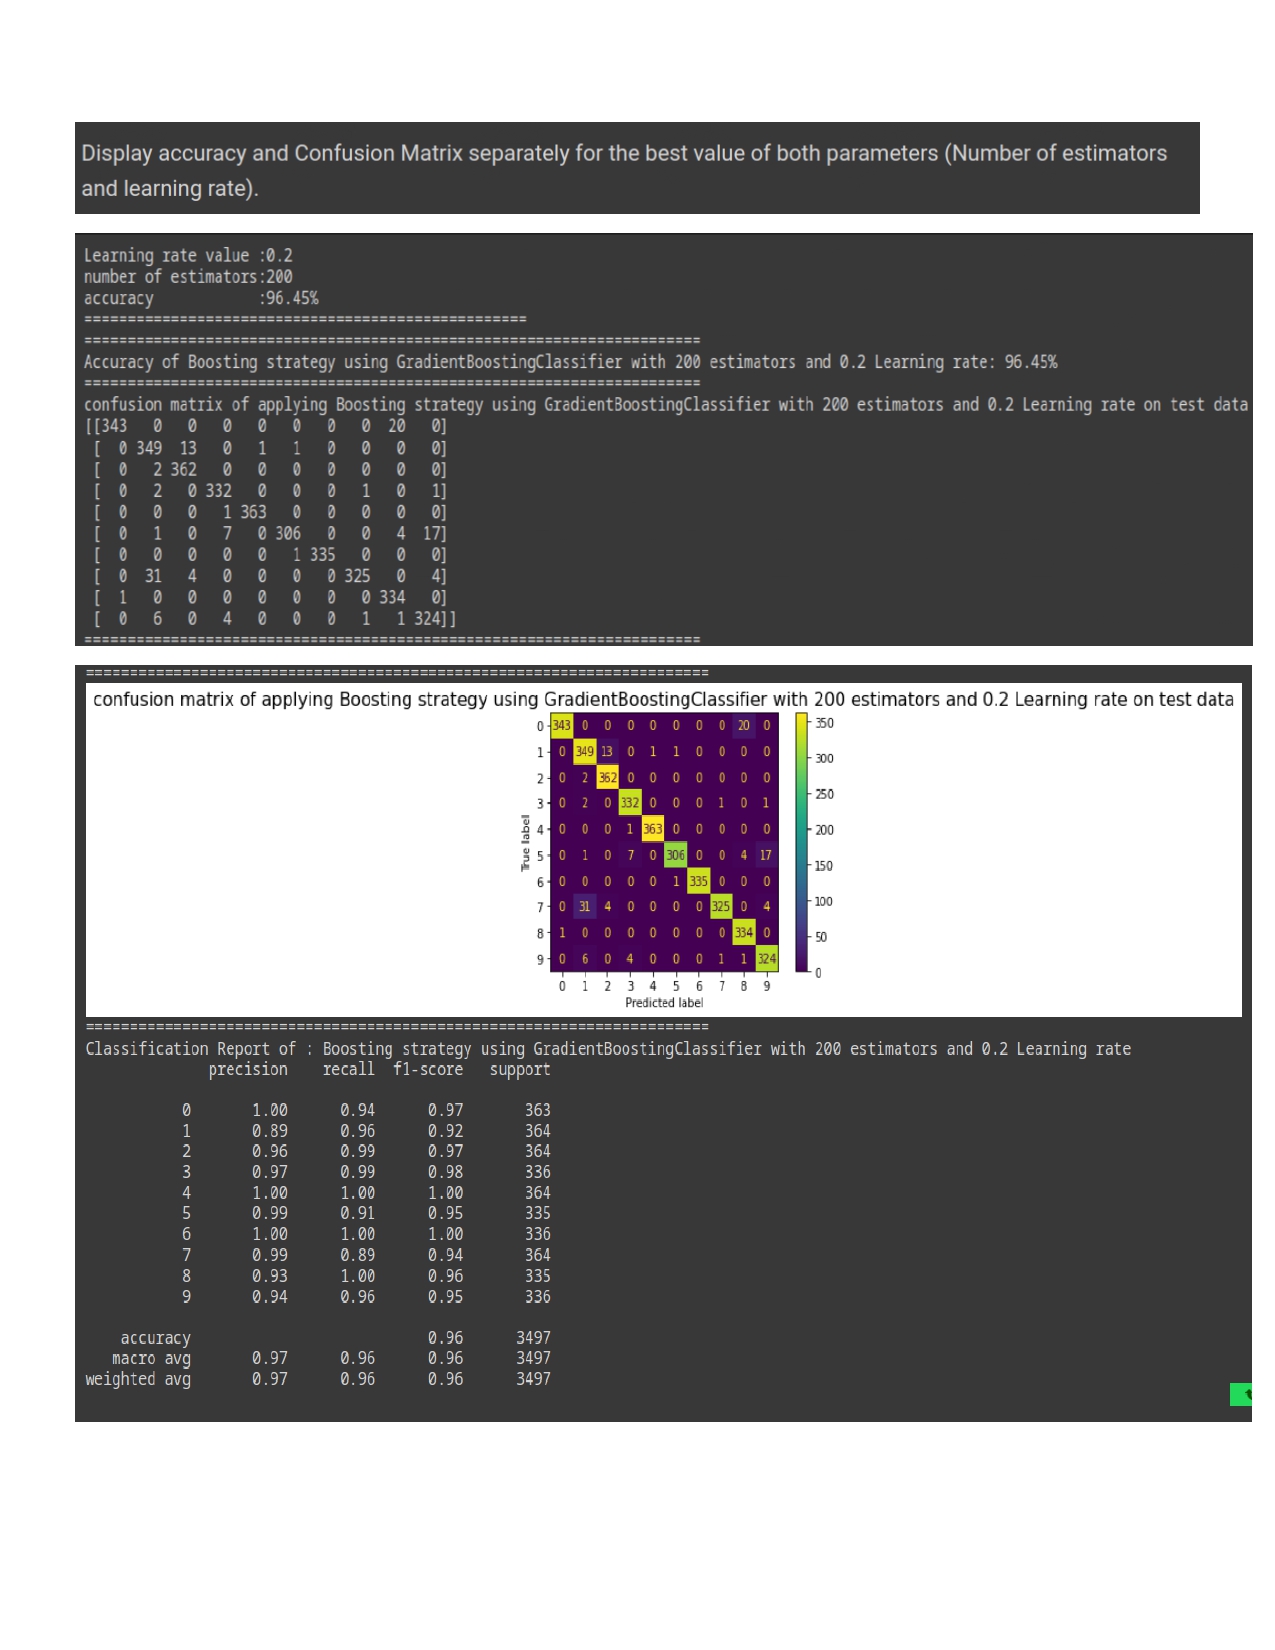 Display accuracy and Confusion Matrix separately for the best value of both parameters (Number of estimators
and learning rate).
Learning rate value :0.2
number of estimators:200
accuracy            :96.45%
===================================================
=======================================================================
Accuracy of Boosting strategy using GradientBoostingClassifier with 200 estimators and 0.2 Learning rate: 96.45%
=======================================================================
confusion matrix of applying Boosting strategy using GradientBoostingClassifier with 200 estimators and 0.2 Learning rate on test data
[[343   0   0   0   0   0   0   0  20   0]
 [  0 349  13   0   1   1   0   0   0   0]
 [  0   2 362   0   0   0   0   0   0   0]
 [  0   2   0 332   0   0   0   1   0   1]
 [  0   0   0   1 363   0   0   0   0   0]
 [  0   1   0   7   0 306   0   0   4  17]
 [  0   0   0   0   0   1 335   0   0   0]
 [  0  31   4   0   0   0   0 325   0   4]
 [  1   0   0   0   0   0   0   0 334   0]
 [  0   6   0   4   0   0   0   1   1 324]]
=======================================================================
=======================================================================
confusion matrix of applying Boosting strategy using GradientBoostingClassifier with 200 estimators and 0.2 Learning rate on test data
True label
0 343 0 0 0 0 0 0 0 20 0
1 0 349 13 0 1 1 0 0 0 0
2 0 2 362 0 0 0 0 0 0 0
3 0 2 0 332 0 0 0 1 0 1
4 0 0 0 1 363 0 0 0 0 0
5 0 1 0 7 0 306 0 0 4 17
6 0 0 0 0 0 1 335 0 0 0
7 0 31 4 0 0 0 0 325 0 4
8 1 0 0 0 0 0 0 0 334 0
9 0 6 0 4 0 0 0 1 1 324
0 1 2 3 4 5 6 7 8 9
Predicted label
350
300
250
200
150
100
50
0
=======================================================================
Classification Report of : Boosting strategy using GradientBoostingClassifier with 200 estimators and 0.2 Learning rate
precision    recall  f1-score   support
0       1.00      0.94      0.97       363
1       0.89      0.96      0.92       364
2       0.96      0.99      0.97       364
3       0.97      0.99      0.98       336
4       1.00      1.00      1.00       364
5       0.99      0.91      0.95       335
6       1.00      1.00      1.00       336
7       0.99      0.89      0.94       364
8       0.93      1.00      0.96       335
9       0.94      0.96      0.95       336
accuracy                           0.96      3497
macro avg       0.97      0.96      0.96      3497
weighted avg       0.97      0.96      0.96      3497